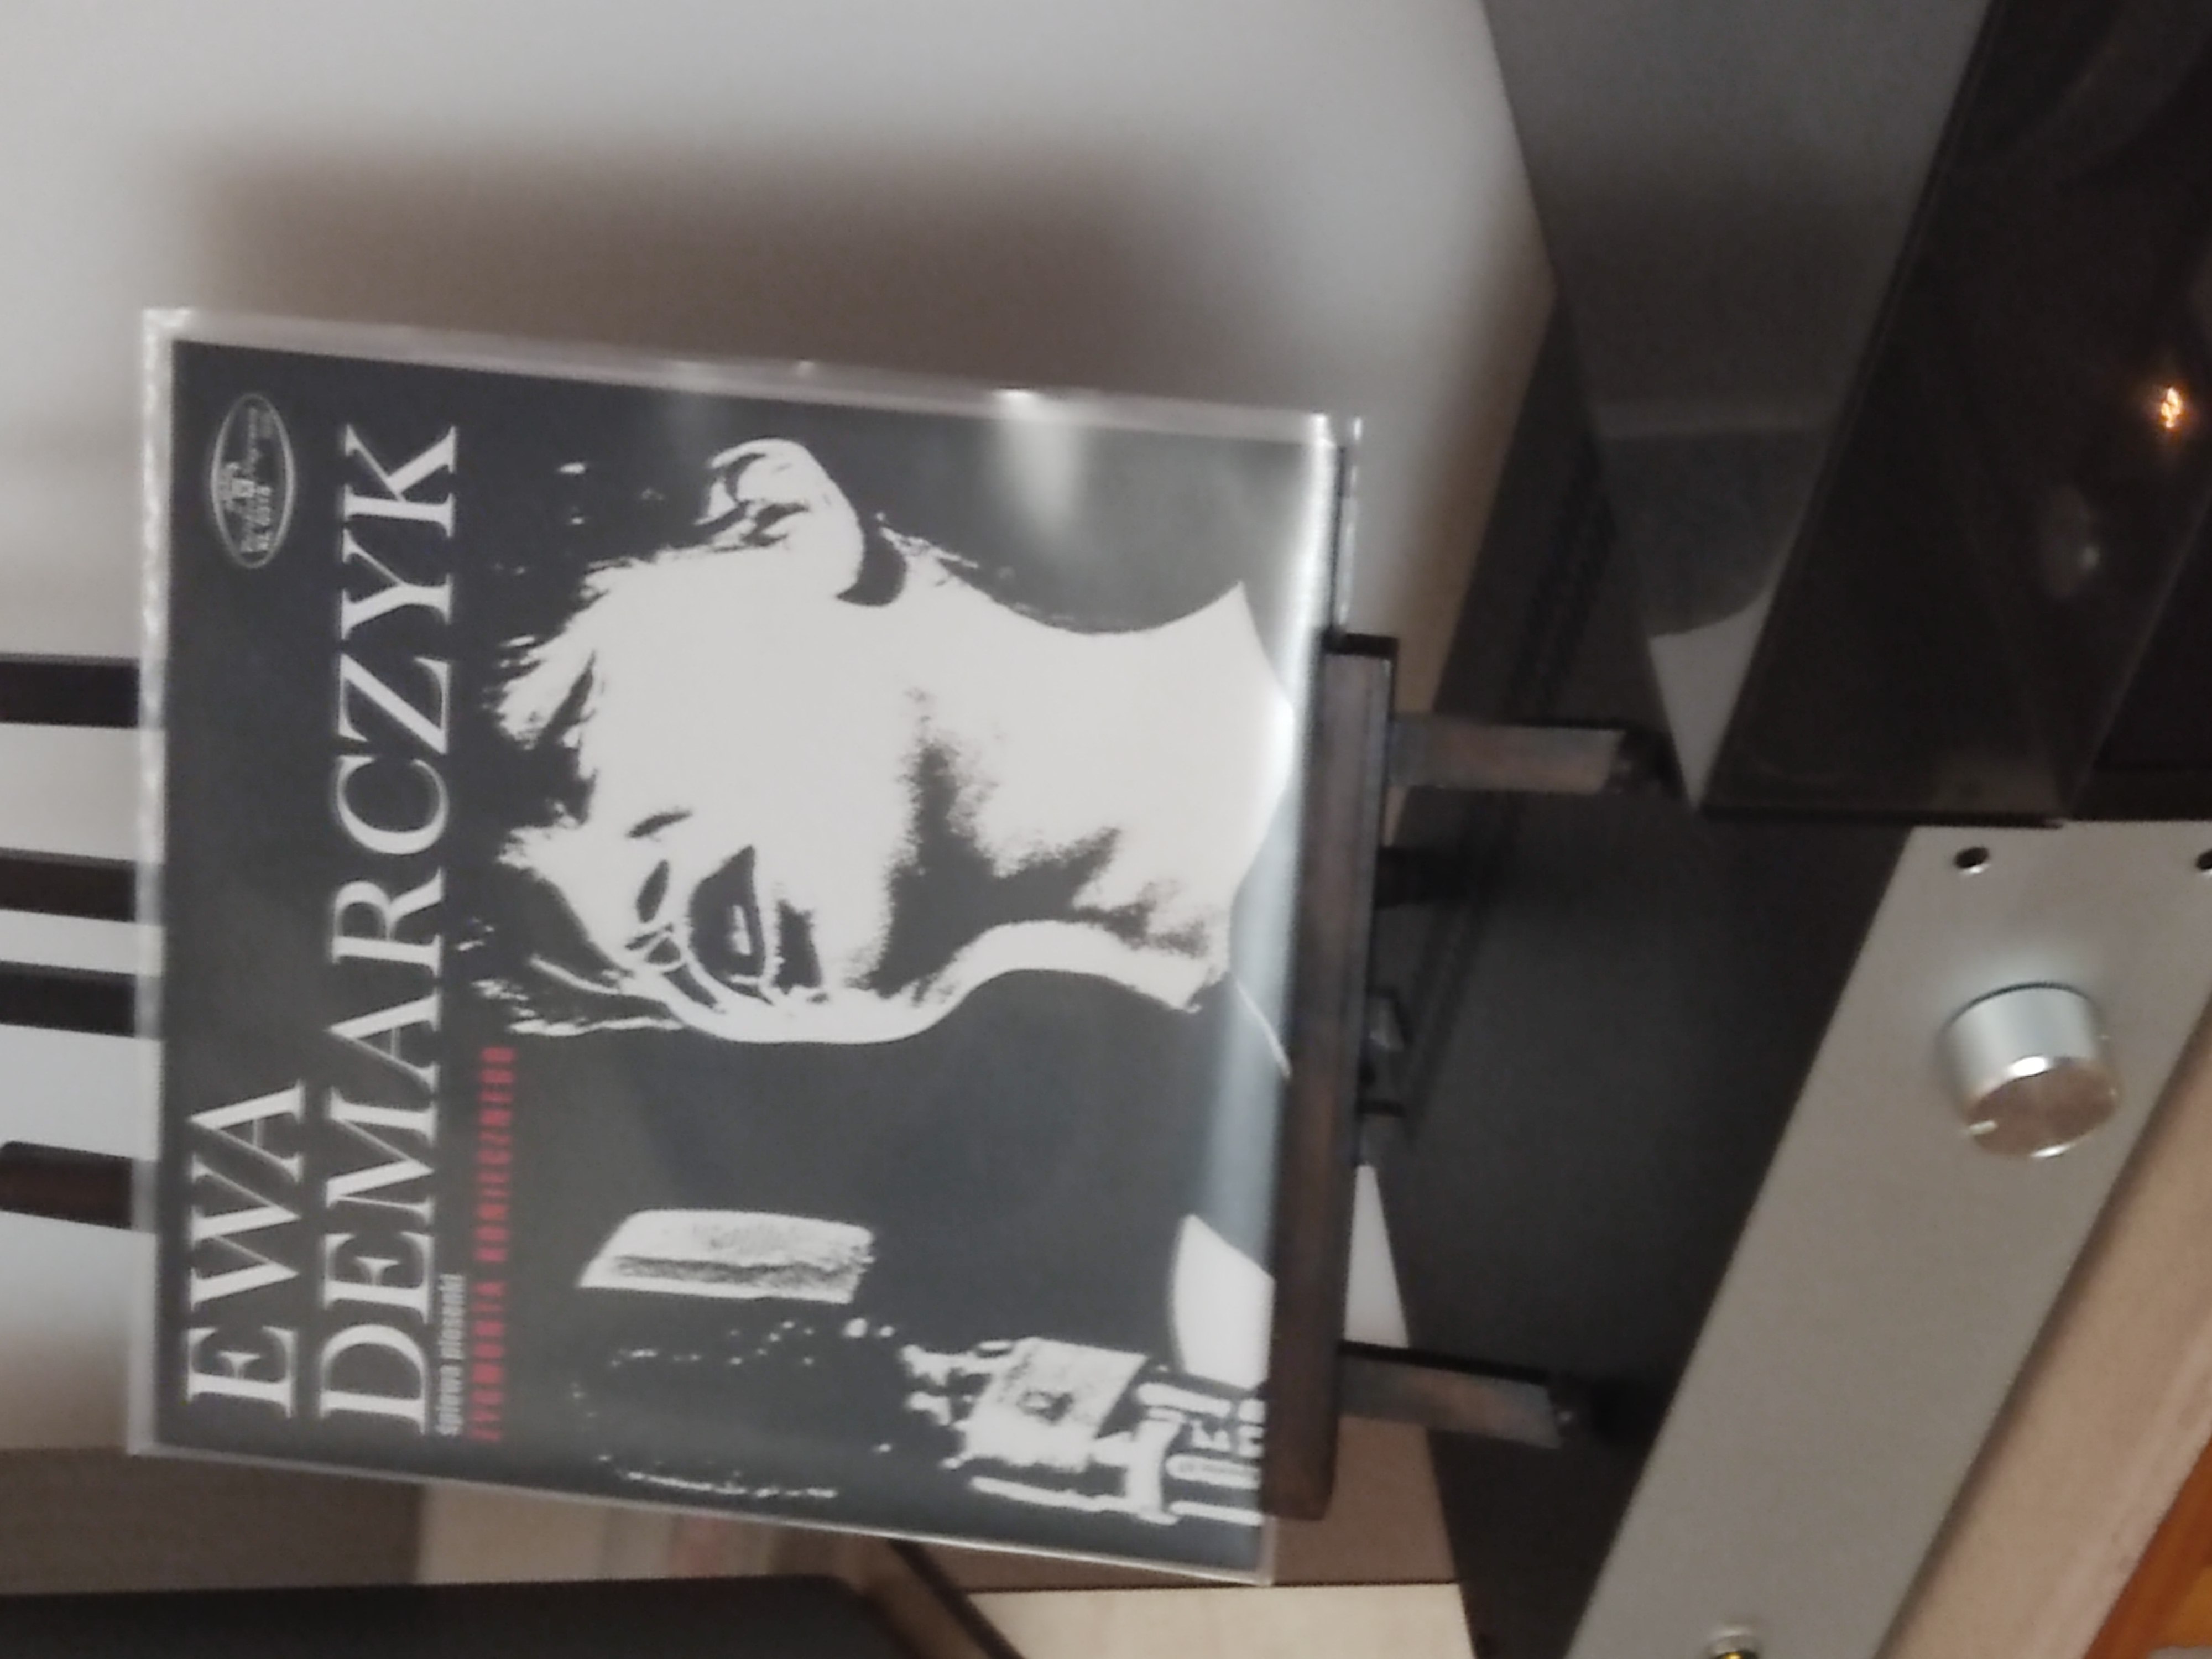 EWA
DEMARCZYK
śpiewa piosenki
ZYGMUNTA KONIECZNEGO